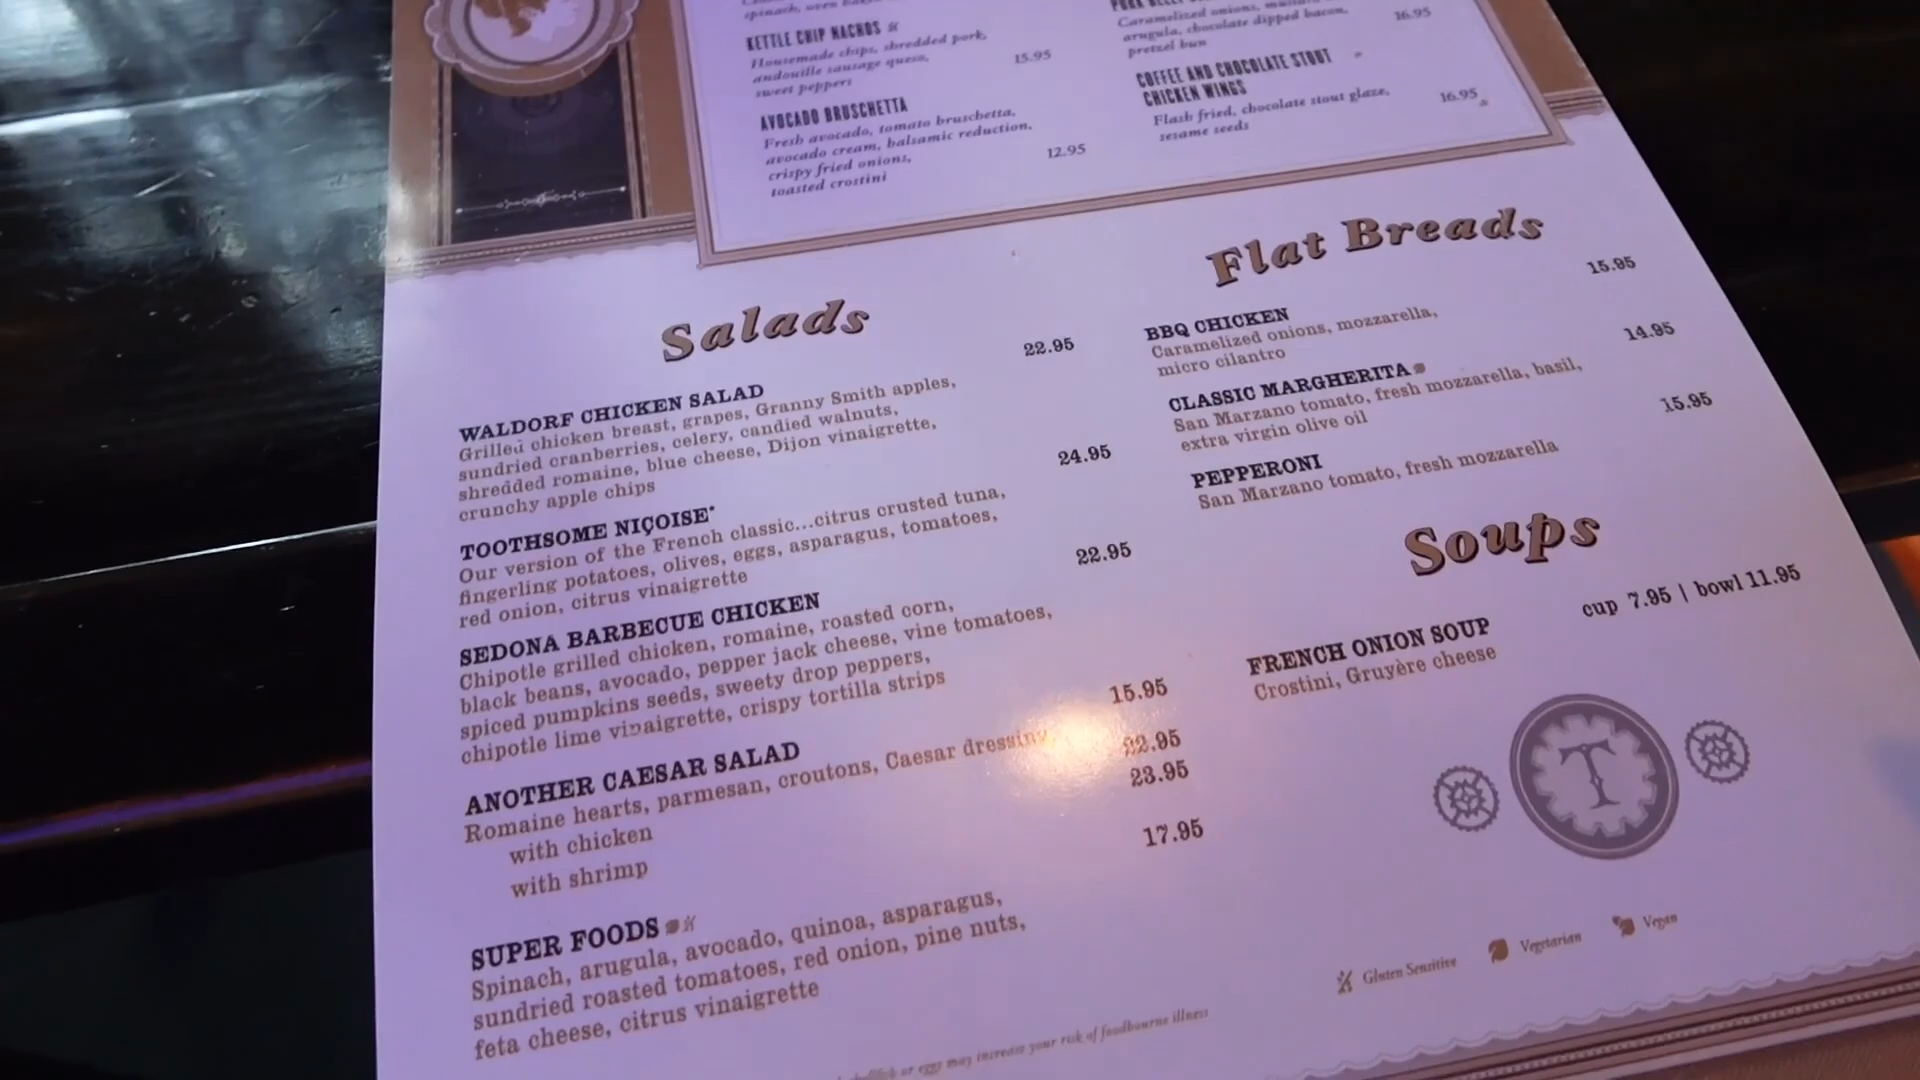 spinach, oven
KETTLE CHIP NACHOS
Housemade chips, shredded pork,
andouille sausage queso,
sweet peppers
15.95
AVOCADO BRUSCHETTA
Fresh avocado, tomato bruschetta,
avocado cream, balsamic reduction,
crispy fried onions,
toasted crostini
12.95
Caramelized onions,
arugula, chocolate dipped bacon,
pretzel bun
16.95
COFFEE AND CHOCOLATE STOUT
CHICKEN WINGS
Flash fried, chocolate stout glaze,
sesame seeds
16.95
Salads
WALDORF CHICKEN SALAD 22.95
Grilled chicken breast, grapes, Granny Smith apples,
sundried cranberries, celery, candied walnuts,
shredded romaine, blue cheese, Dijon vinaigrette,
crunchy apple chips
TOOTHSOME NIÇOISE* 24.95
Our version of the French classic...citrus crusted tuna,
fingerling potatoes, olives, eggs, asparagus, tomatoes,
red onion, citrus vinaigrette
SEDONA BARBECUE CHICKEN 22.95
Chipotle grilled chicken, romaine, roasted corn,
black beans, avocado, pepper jack cheese, vine tomatoes,
spiced pumpkins seeds, sweety drop peppers,
chipotle lime vinaigrette, crispy tortilla strips
ANOTHER CAESAR SALAD 15.95
Romaine hearts, parmesan, croutons, Caesar dressing
with chicken 22.95
with shrimp 23.95
SUPER FOODS 17.95
Spinach, arugula, avocado, quinoa, asparagus,
sundried roasted tomatoes, red onion, pine nuts,
feta cheese, citrus vinaigrette
Flat Breads
BBQ CHICKEN 15.95
Caramelized onions, mozzarella,
micro cilantro
CLASSIC MARGHERITA 14.95
San Marzano tomato, fresh mozzarella, basil,
extra virgin olive oil
PEPPERONI 15.95
San Marzano tomato, fresh mozzarella
Soups
FRENCH ONION SOUP cup 7.95 | bowl 11.95
Crostini, Gruyère cheese
T
Gluten Sensitive Vegetarian Vegan
or eggs may increase your risk of foodbourne illness